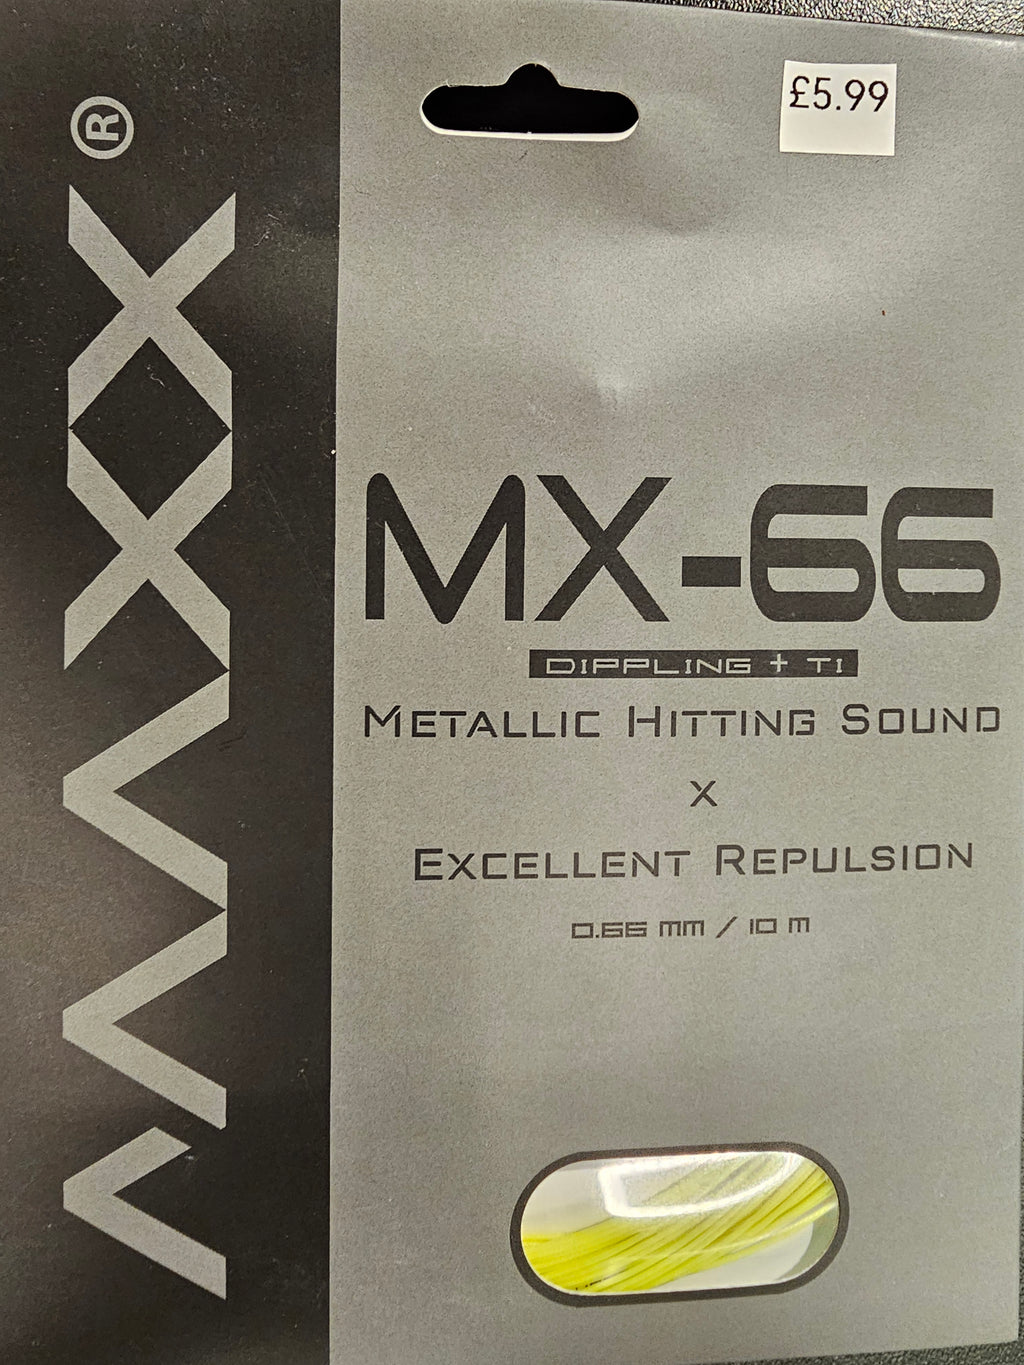 MAXX®
£5.99
MX-66
DIPPLING + TI
METALLIC HITTING SOUND
X
EXCELLENT REPULSION
0.66 mm / 10 m